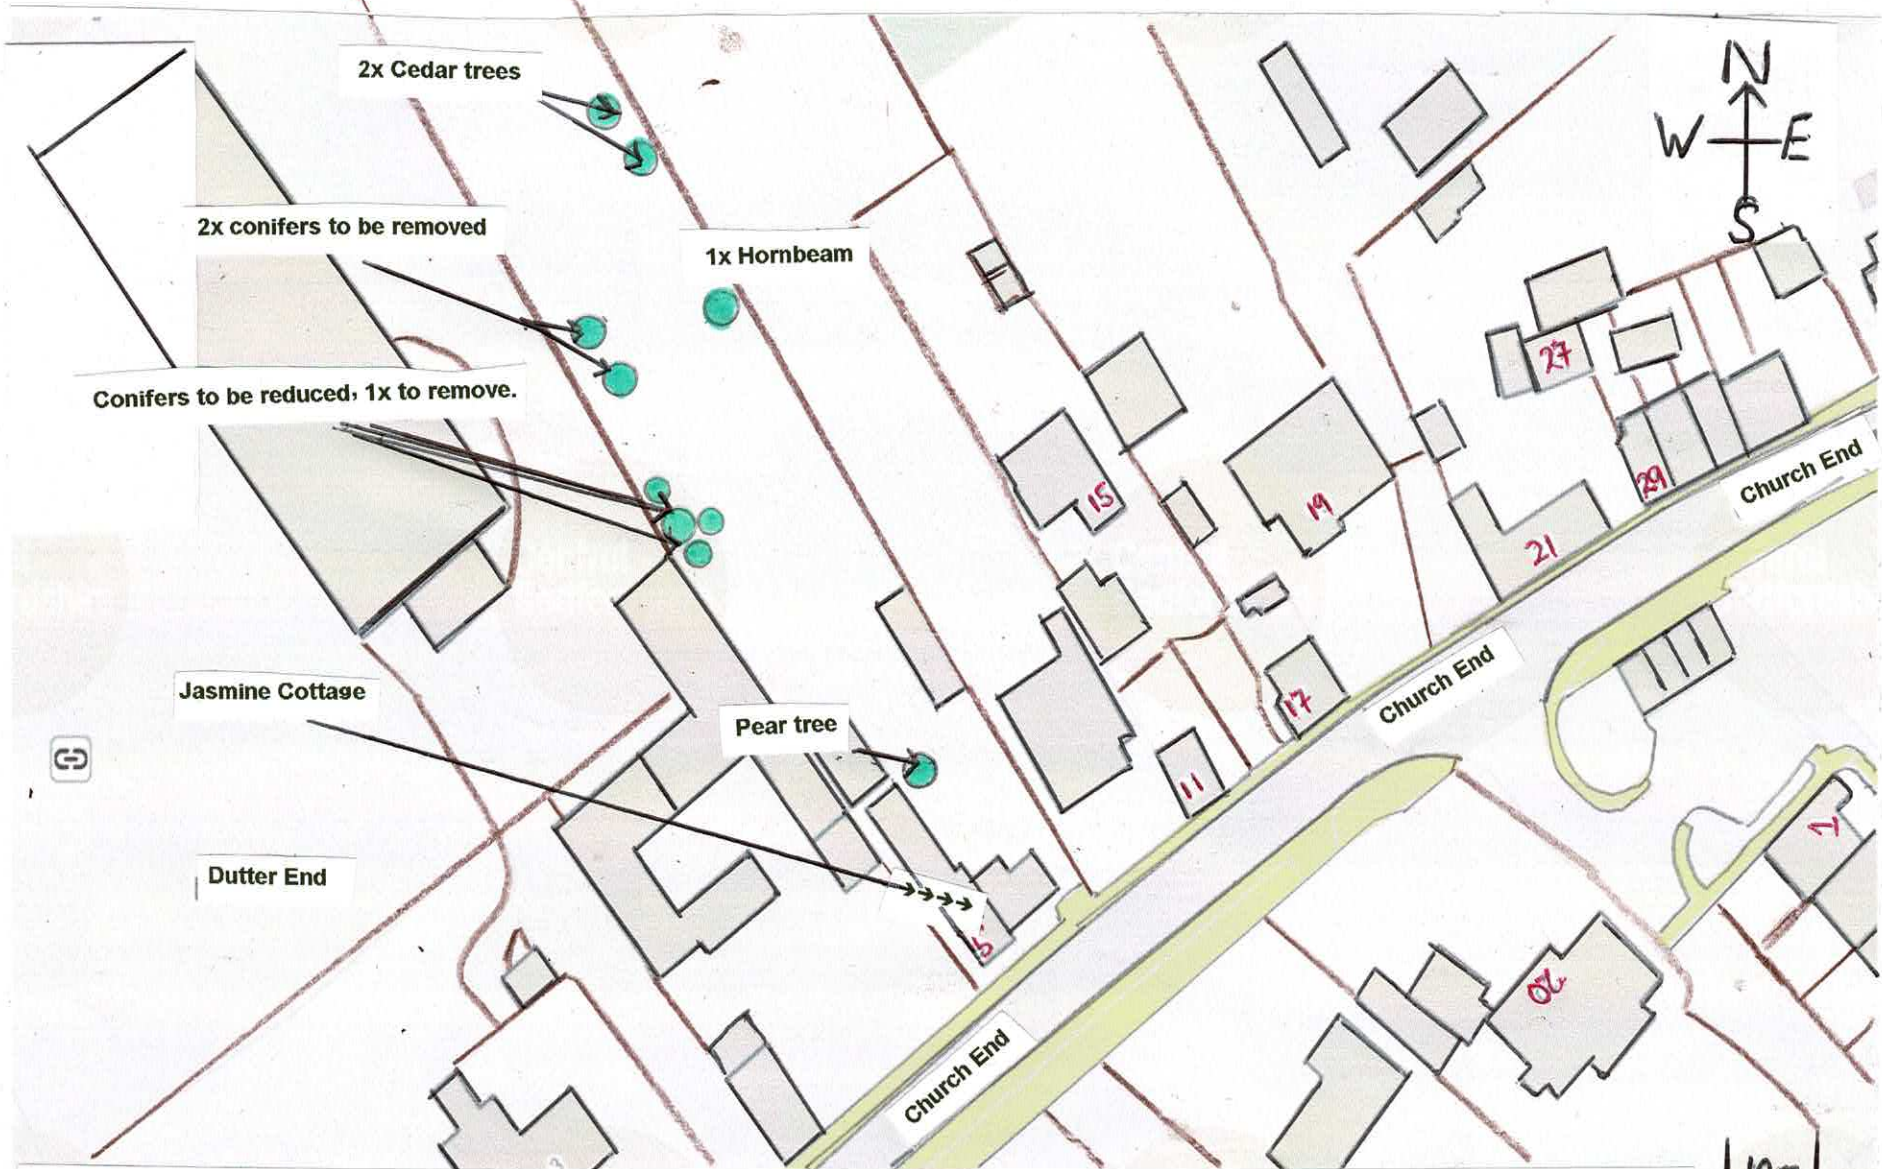 2x Cedar trees
N
W E
S
2x conifers to be removed
1x Hornbeam
Conifers to be reduced, 1x to remove.
27
15
19
29
Church End
21
Jasmine Cottage
Pear tree
17
Church End
11
1
Dutter End
5
20
Church End